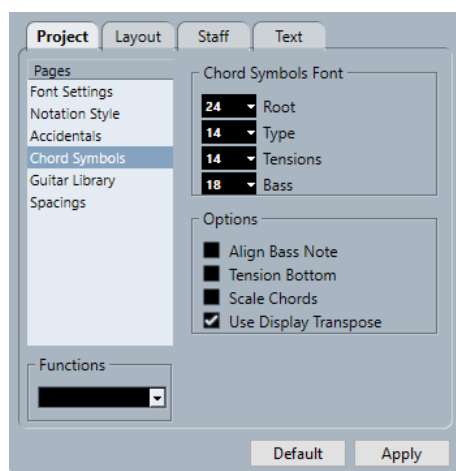 Project Layout Staff Text
Pages
Font Settings
Notation Style
Accidentals
Chord Symbols
Guitar Library
Spacings
Functions
Chord Symbols Font
24 Root
14 Type
14 Tensions
18 Bass
Options
Align Bass Note
Tension Bottom
Scale Chords
Use Display Transpose
Default Apply